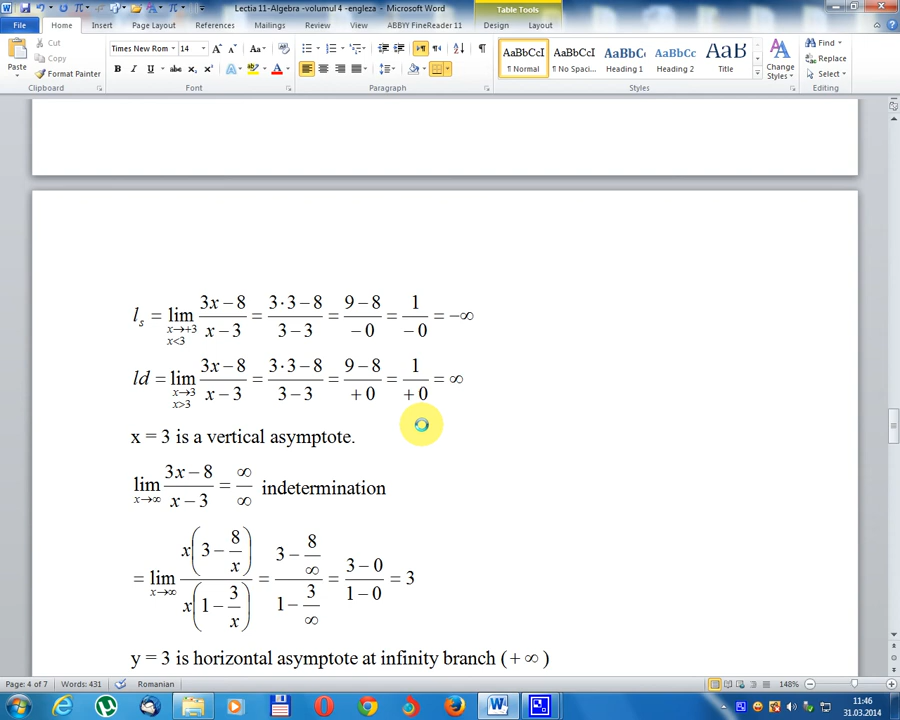 Lectia 11-Algebra -volumul 4 -engleza - Microsoft Word
Table Tools
File Home Insert Page Layout References Mailings Review View ABBYY FineReader 11 Design Layout
Paste
Cut
Copy
Format Painter
Clipboard
Times New Rom 14
Font
Paragraph
AaBbCcI AaBbCcI AaBbC AaBbCc AaB
¶ Normal ¶ No Spaci... Heading 1 Heading 2 Title
Change Styles
Styles
Find
Replace
Select
Editing
l_s = lim_{x→+3, x<3} (3x−8)/(x−3) = (3·3−8)/(3−3) = (9−8)/(−0) = 1/(−0) = −∞
ld = lim_{x→3, x>3} (3x−8)/(x−3) = (3·3−8)/(3−3) = (9−8)/(+0) = 1/(+0) = ∞
x = 3 is a vertical asymptote.
lim_{x→∞} (3x−8)/(x−3) = ∞/∞ indetermination
= lim_{x→∞} x(3 − 8/x) / x(1 − 3/x) = (3 − 8/∞)/(1 − 3/∞) = (3−0)/(1−0) = 3
y = 3 is horizontal asymptote at infinity branch ( + ∞ )
Page: 4 of 7 Words: 431 Romanian 148%
11:46
31.03.2014